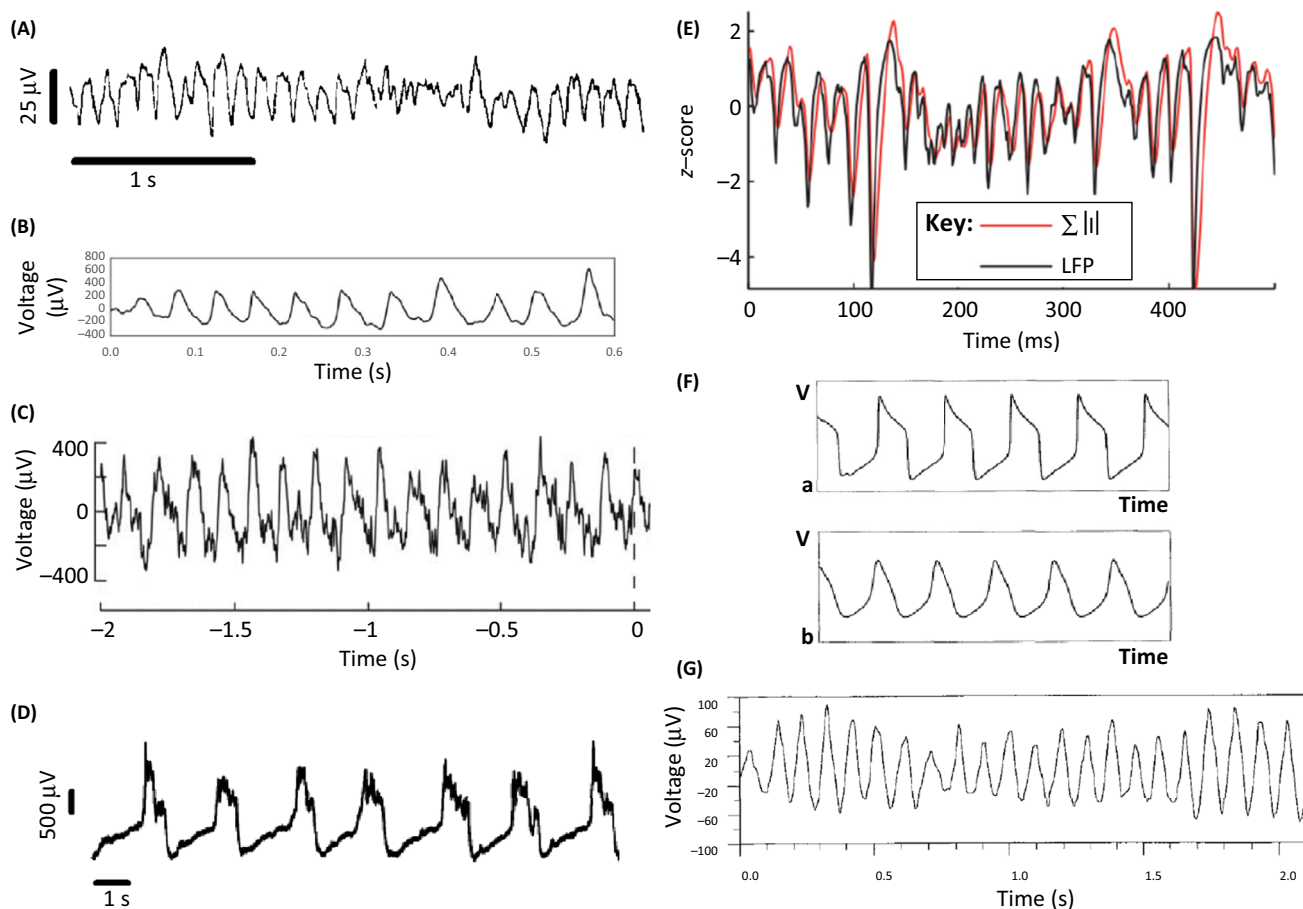 (A)
25 μV
1 s
(B)
Voltage
(μV)
800
600
400
200
0
−200
−400
0.0 0.1 0.2 0.3 0.4 0.5 0.6
Time (s)
(C)
Voltage (μV)
400
0
−400
−2 −1.5 −1 −0.5 0
Time (s)
(D)
500 μV
1 s
(E)
z–score
2
0
−2
−4
Key: ∑ |I|
LFP
0 100 200 300 400
Time (ms)
(F)
V
a
Time
V
b
Time
(G)
Voltage (μV)
100
60
20
−20
−60
−100
0.0 0.5 1.0 1.5 2.0
Time (s)